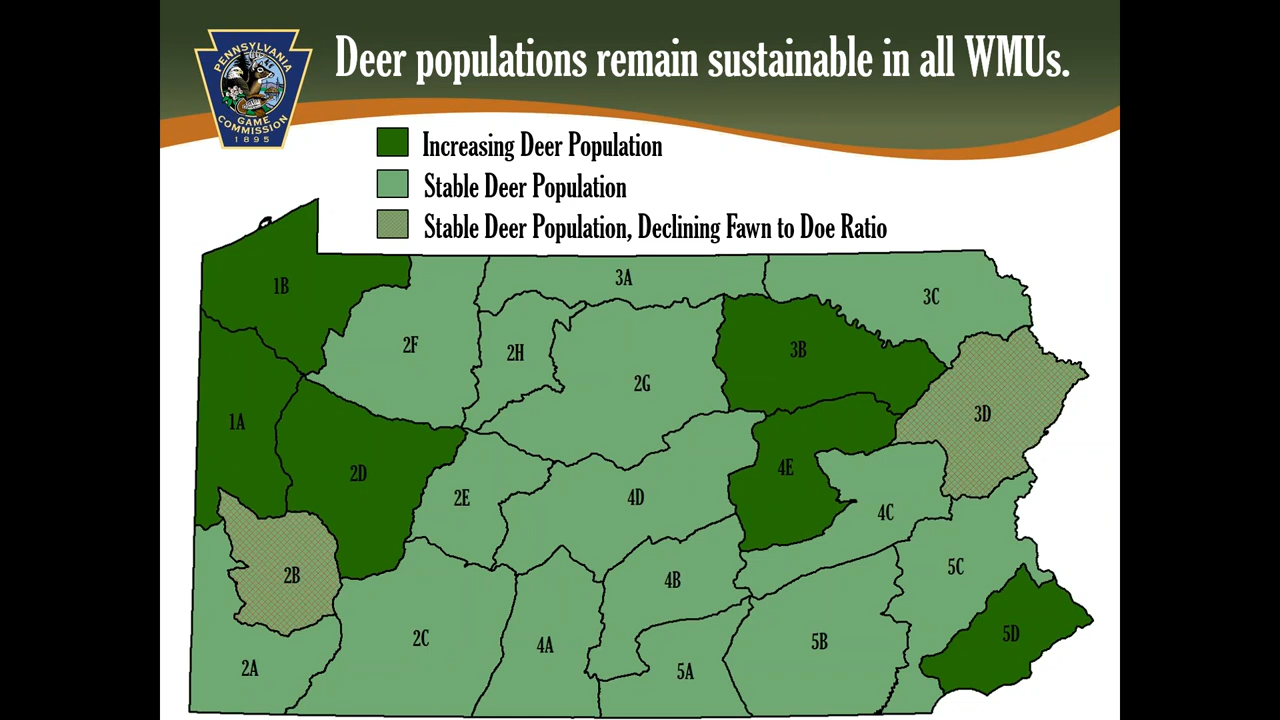 PENNSYLVANIA
GAME
COMMISSION
1895
Deer populations remain sustainable in all WMUs.
Increasing Deer Population
Stable Deer Population
Stable Deer Population, Declining Fawn to Doe Ratio
1B
3A
3C
2F
2H
3B
2G
1A
3D
2D
4E
2E
4D
4C
2B
4B
5C
2C
4A
5B
5D
2A
5A